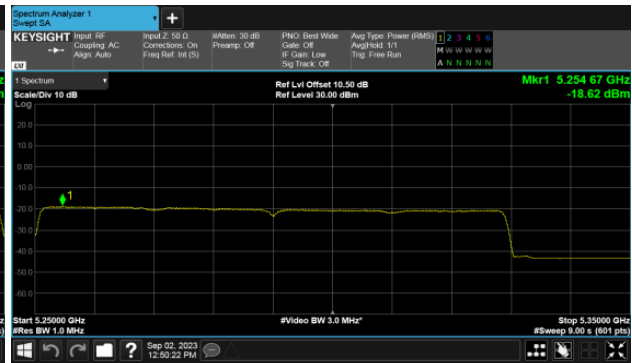 Spectrum Analyzer 1
Swept SA
+
KEYSIGHT
Input: RF
Coupling: AC
Align: Auto
Input Z: 50 Ω
Corrections: On
Freq Ref: Int (S)
#Atten: 30 dB
Preamp: Off
PNO: Best Wide
Gate: Off
IF Gain: Low
Sig Track: Off
Avg Type: Power (RMS)
Avg|Hold: 1/1
Trig: Free Run
1 2 3 4 5 6
M W W W W W
A N N N N N
LXI
1 Spectrum
Scale/Div 10 dB
Ref Lvl Offset 10.50 dB
Ref Level 30.00 dBm
Mkr1 5.254 67 GHz
-18.62 dBm
Log
20.0
10.0
0.00
-10.0
1
-20.0
-30.0
-40.0
-50.0
-60.0
Start 5.25000 GHz
#Res BW 1.0 MHz
#Video BW 3.0 MHz*
Stop 5.35000 GHz
#Sweep 9.00 s (601 pts)
?
Sep 02, 2023
12:50:22 PM